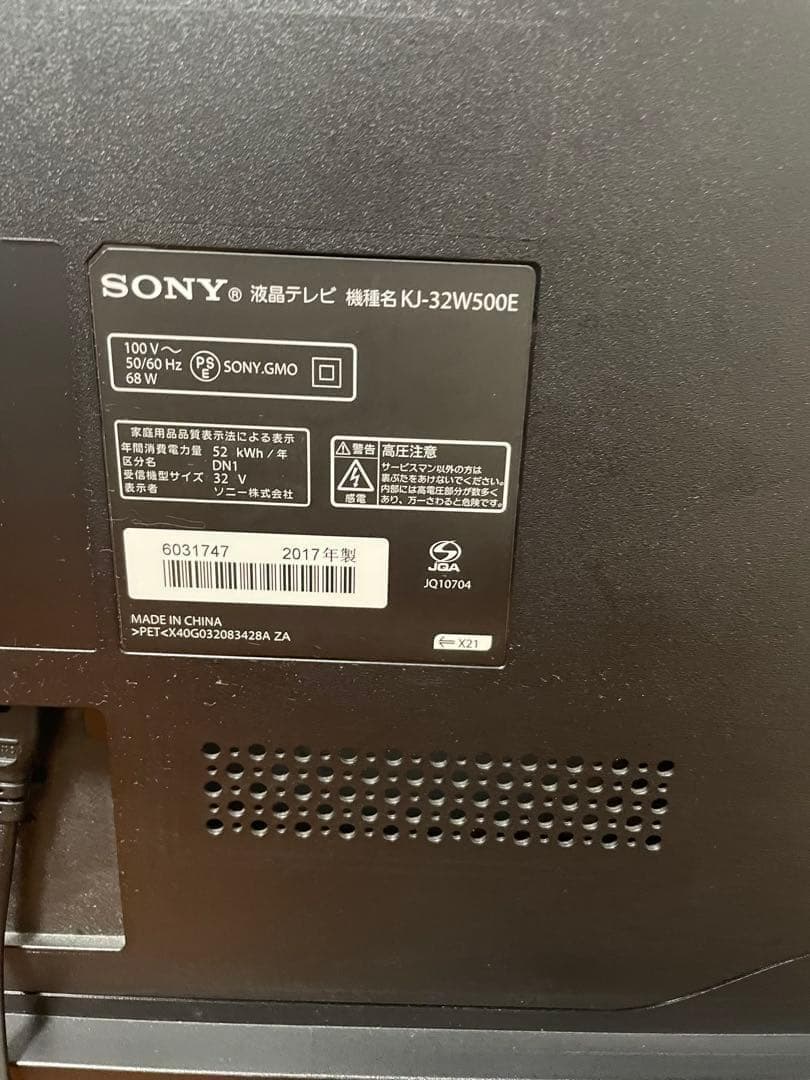 SONY® 液晶テレビ 機種名 KJ-32W500E
100 V〜
50/60 Hz
68 W
PS
E
SONY.GMO
家庭用品品質表示法による表示
年間消費電力量 52 kWh / 年
区分名 DN1
受信機型サイズ 32 V
表示者 ソニー株式会社
警告 高圧注意
感電
サービスマン以外の方は
裏ぶたをあけないでください。
内部には高電圧部分が数多く
あり、万一さわると危険です。
6031747 2017年製
JQA
JQ10704
MADE IN CHINA
>PET<X40G032083428A ZA
X21